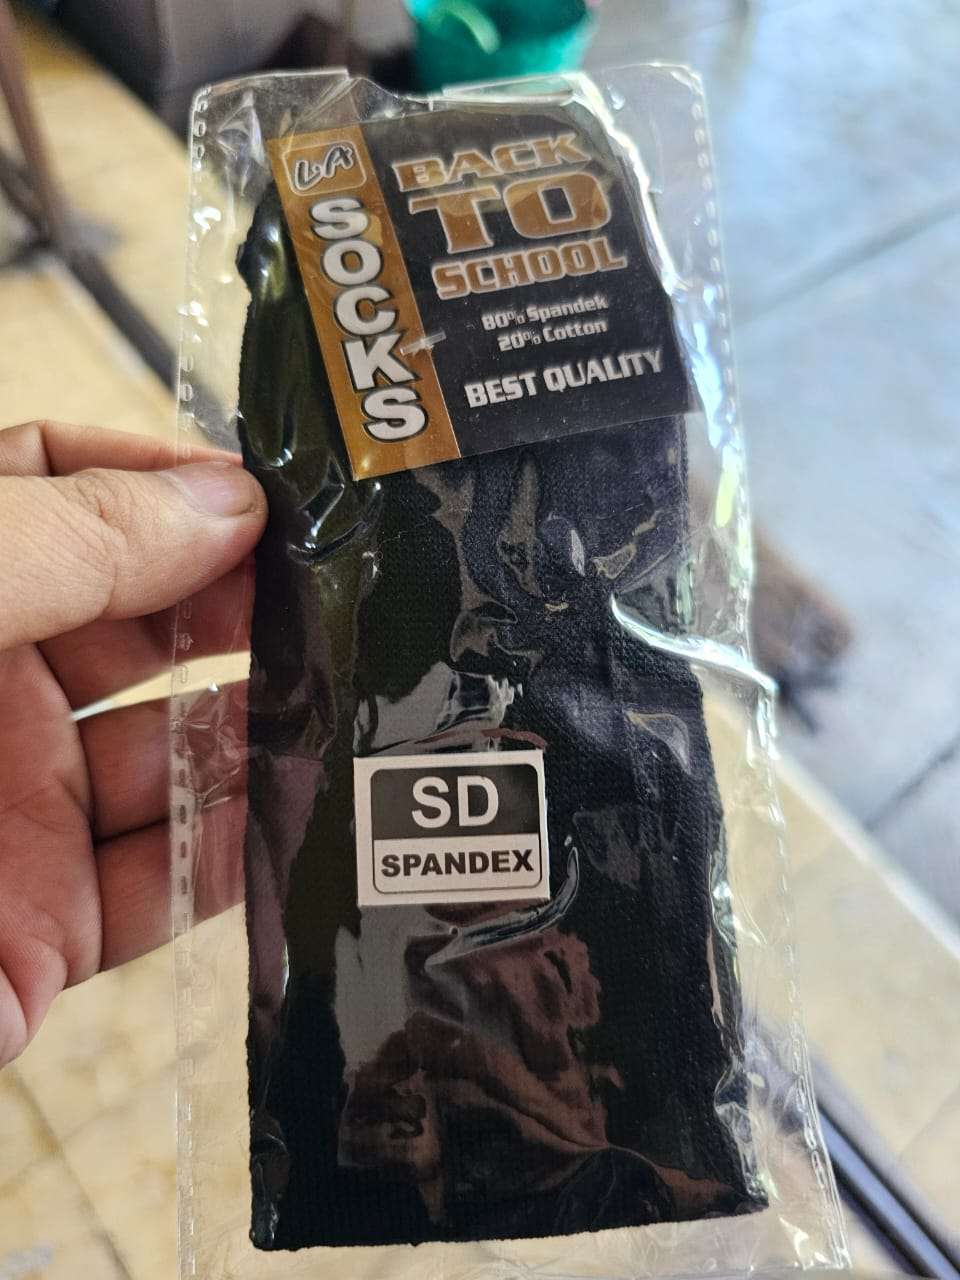 LA
SOCKS
BACK
TO
SCHOOL
80% Spandek
20% Cotton
BEST QUALITY
SD
SPANDEX